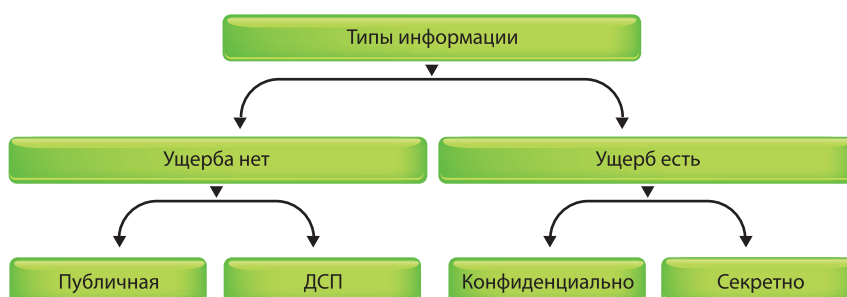 Типы информации
Ущерба нет
Ущерб есть
Публичная
ДСП
Конфиденциально
Секретно